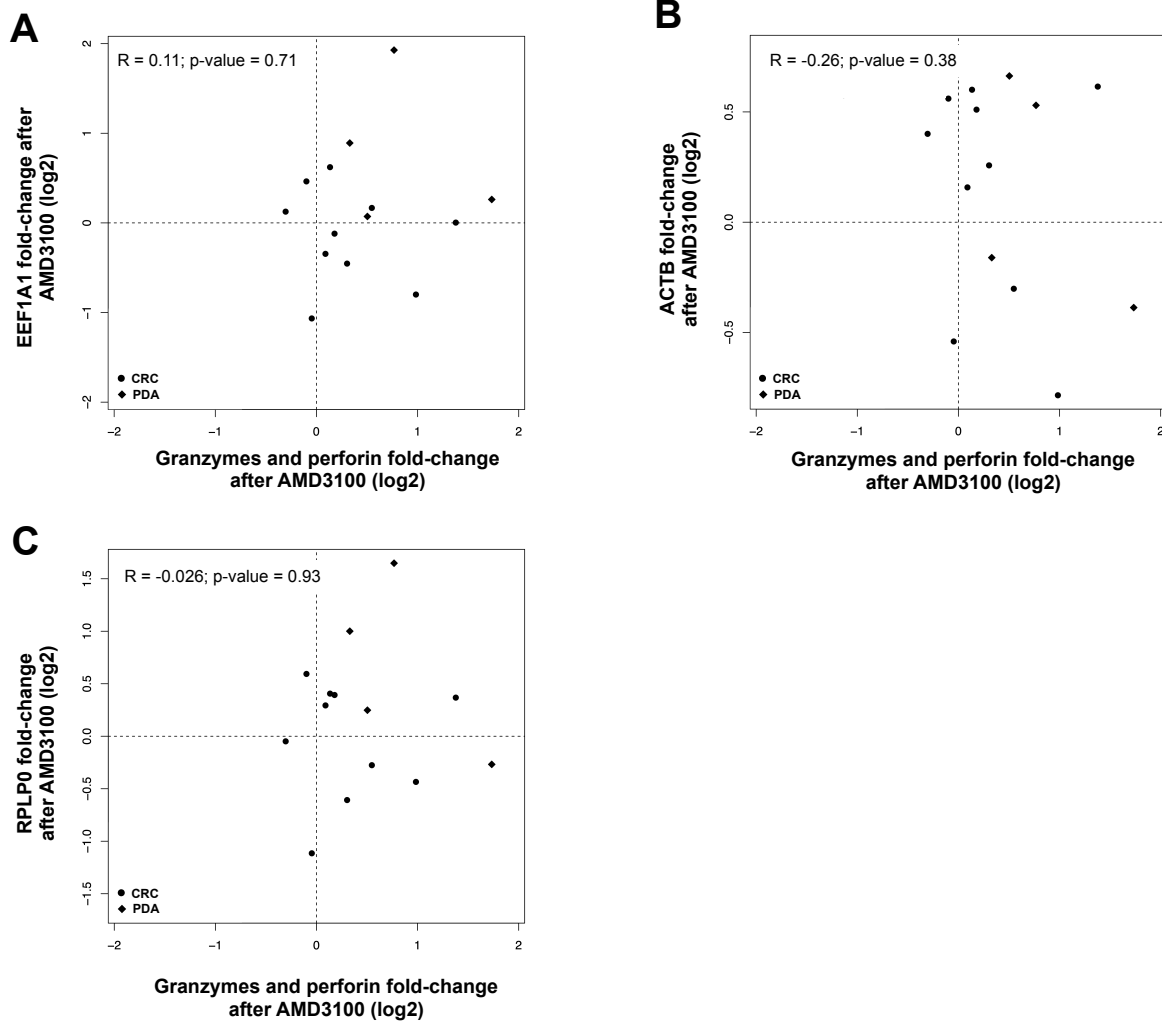 A
R = 0.11; p-value = 0.71
EEF1A1 fold-change after
AMD3100 (log2)
2
1
0
−1
−2
CRC
PDA
−2 −1 0 1 2
Granzymes and perforin fold-change
after AMD3100 (log2)
B
R = -0.26; p-value = 0.38
ACTB fold-change
after AMD3100 (log2)
0.5
0.0
−0.5
CRC
PDA
−2 −1 0 1 2
Granzymes and perforin fold-change
after AMD3100 (log2)
C
R = -0.026; p-value = 0.93
RPLP0 fold-change
after AMD3100 (log2)
1.5
1.0
0.5
0.0
−0.5
−1.0
−1.5
CRC
PDA
−2 −1 0 1 2
Granzymes and perforin fold-change
after AMD3100 (log2)